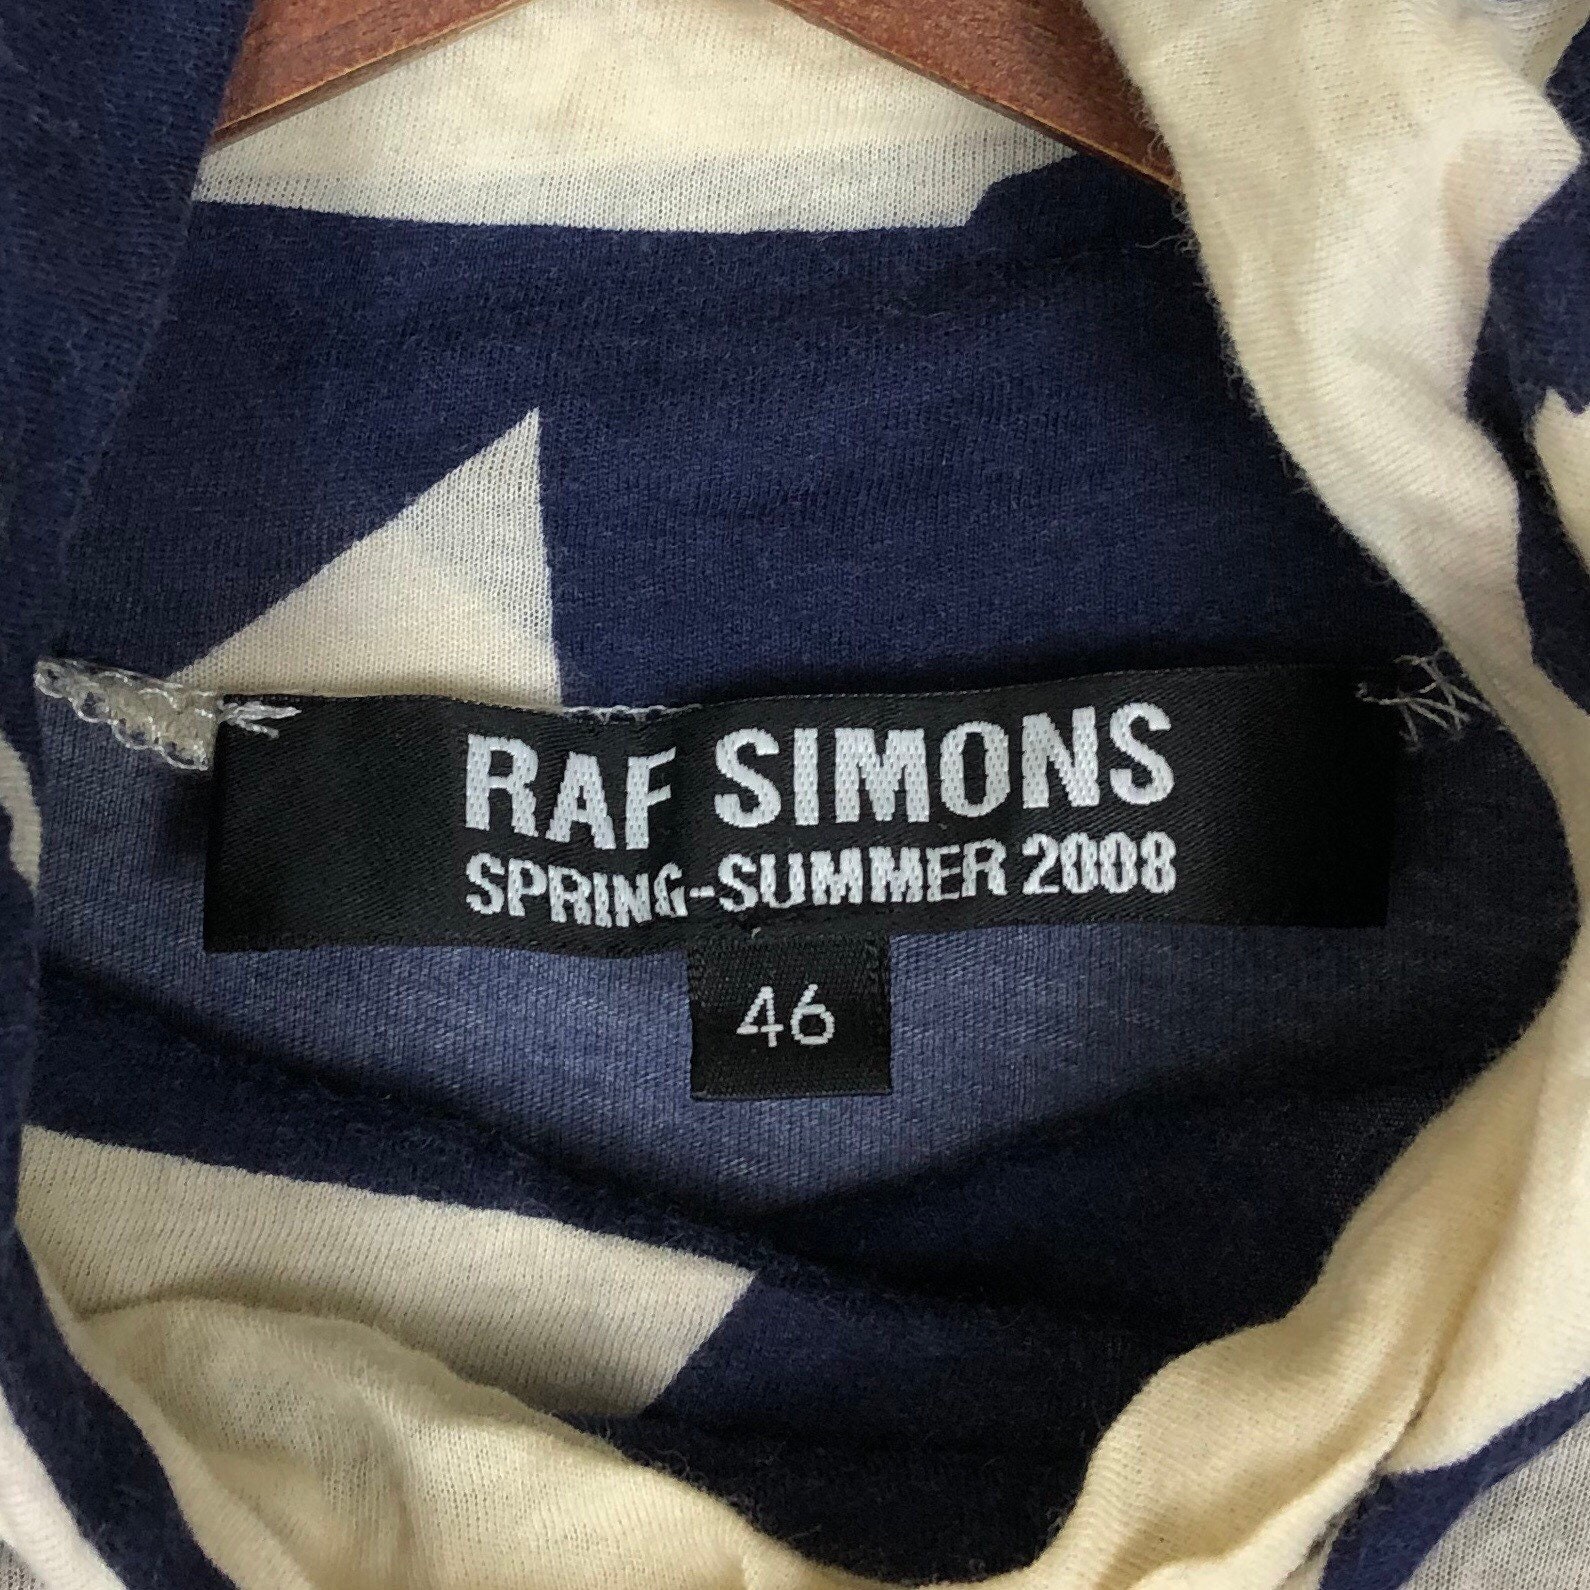 RAF SIMONS
SPRING-SUMMER 2008
46